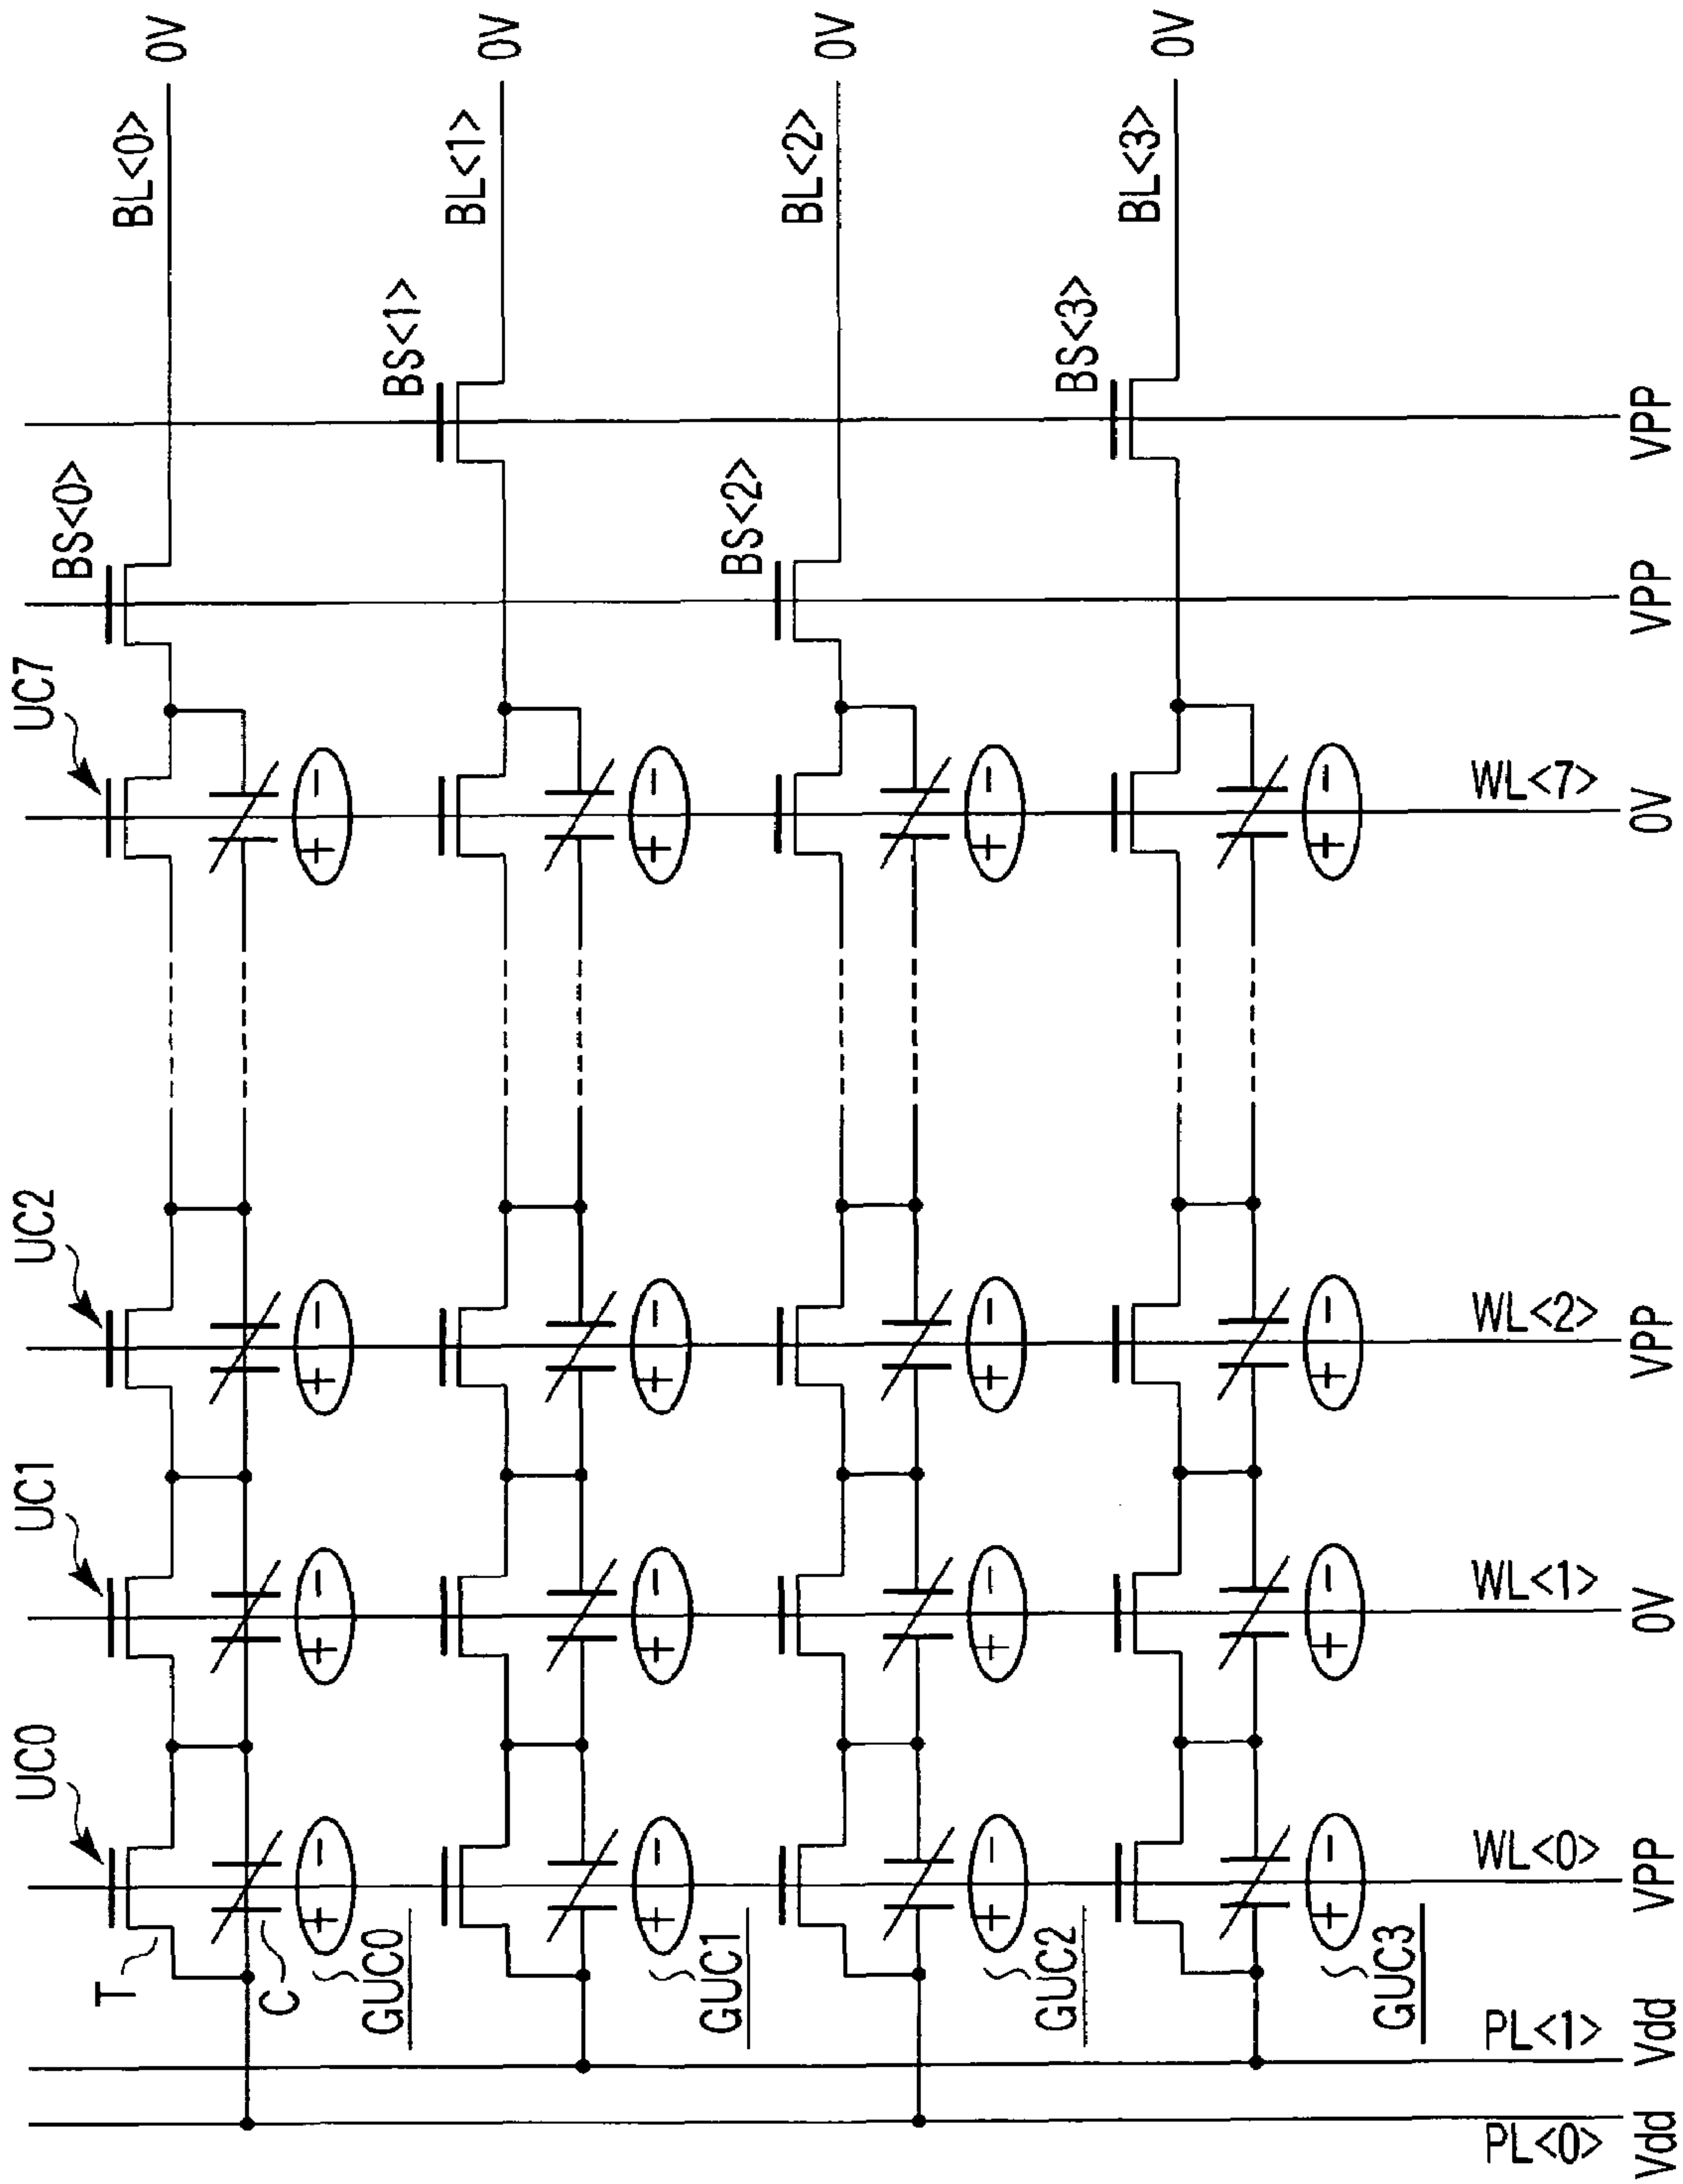 0V
0V
0V
0V
BL<0>
BL<1>
BL<2>
BL<3>
BS<0>
BS<1>
BS<2>
BS<3>
VPP
VPP
UC7
+ −
+ −
+ −
+ −
WL<7>
0V
UC2
+ −
+ −
+ −
+ −
WL<2>
VPP
UC1
+ −
+ −
+ −
+ −
WL<1>
0V
UC0
+ −
+ −
+ −
+ −
WL<0>
VPP
T
C
GUC0
GUC1
GUC2
GUC3
PL<1>
Vdd
PL<0>
Vdd